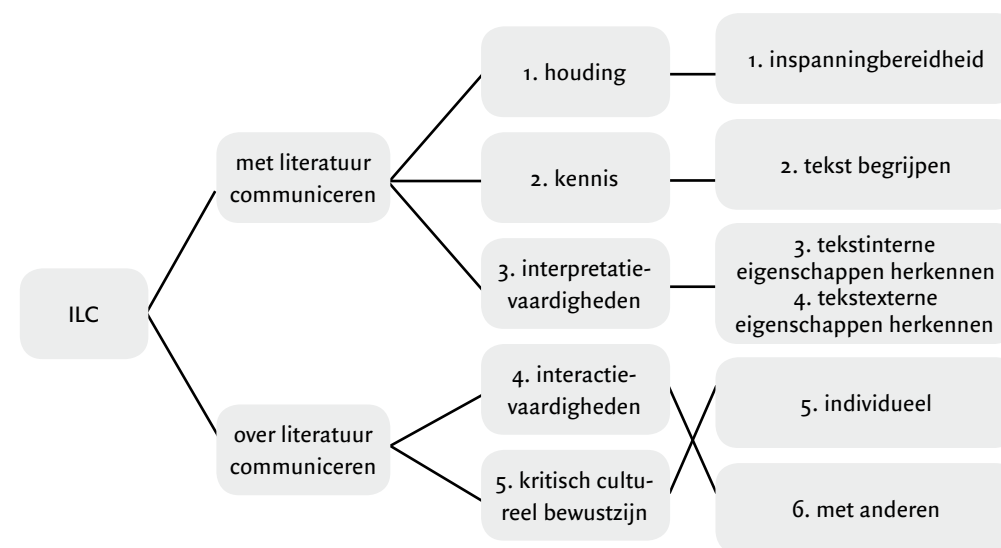 ILC
met literatuur
communiceren
over literatuur
communiceren
1. houding
2. kennis
3. interpretatie-
vaardigheden
4. interactie-
vaardigheden
5. kritisch cultu-
reel bewustzijn
1. inspanningbereidheid
2. tekst begrijpen
3. tekstinterne
eigenschappen herkennen
4. tekstexterne
eigenschappen herkennen
5. individueel
6. met anderen